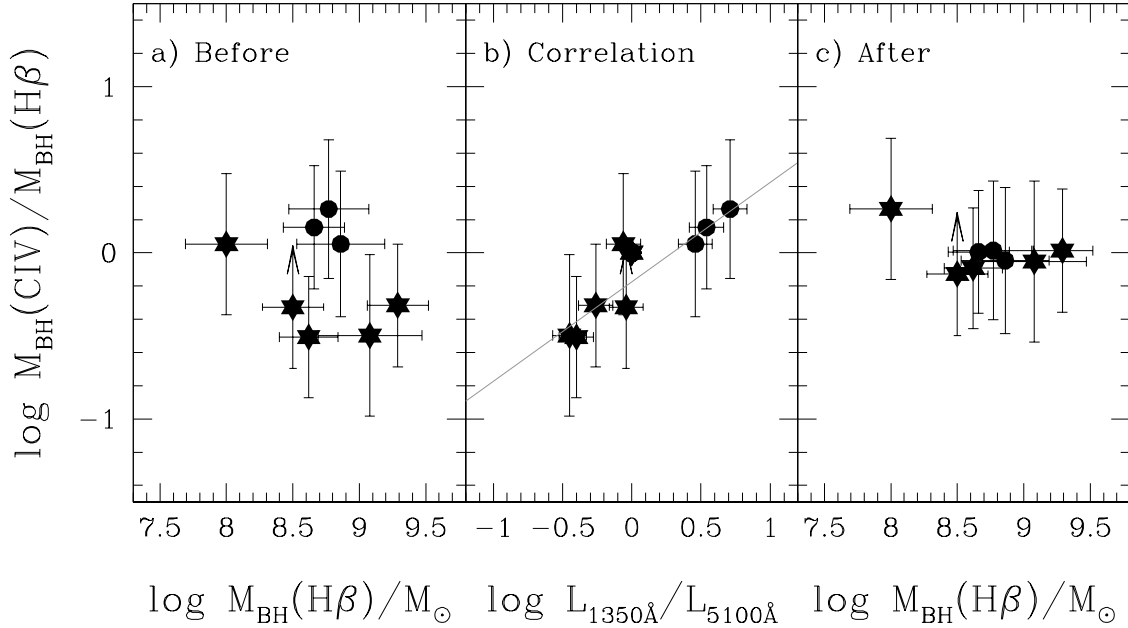 a) Before
b) Correlation
c) After
log M_BH(CIV)/M_BH(Hβ)
1
0
−1
7.5 8 8.5 9 9.5
−1 −0.5 0 0.5 1
7.5 8 8.5 9 9.5
log M_BH(Hβ)/M_⊙
log L_1350Å/L_5100Å
log M_BH(Hβ)/M_⊙